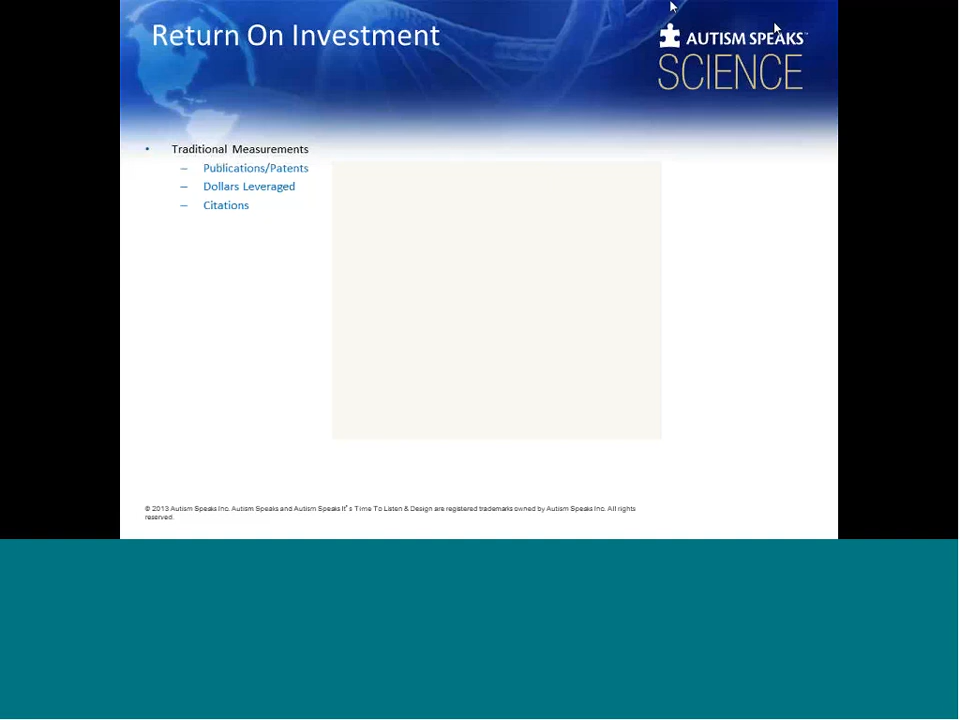 Return On Investment
AUTISM SPEAKS™
SCIENCE
• Traditional Measurements
– Publications/Patents
– Dollars Leveraged
– Citations
© 2013 Autism Speaks Inc. Autism Speaks and Autism Speaks It's Time To Listen & Design are registered trademarks owned by Autism Speaks Inc. All rights
reserved.